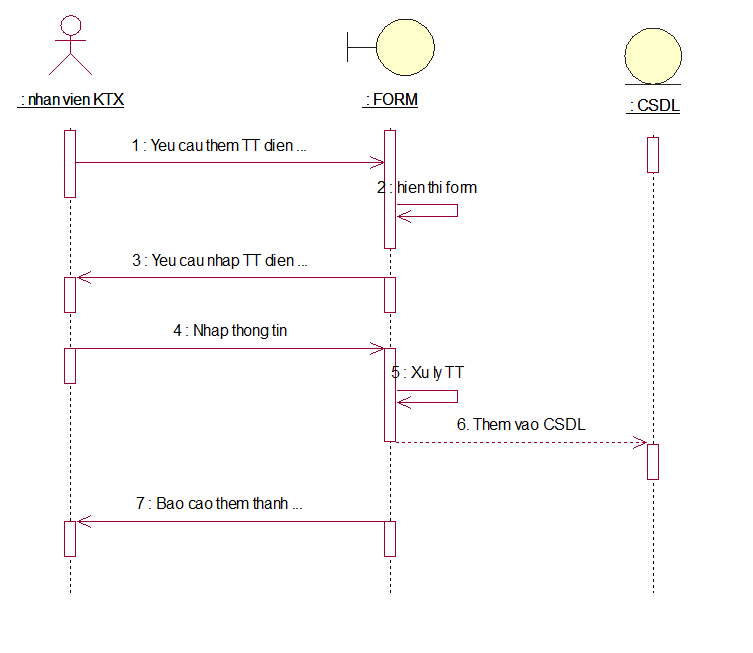 : nhan vien KTX
: FORM
: CSDL
1 : Yeu cau them TT dien ...
2 : hien thi form
3 : Yeu cau nhap TT dien ...
4 : Nhap thong tin
5 : Xu ly TT
6. Them vao CSDL
7 : Bao cao them thanh ...